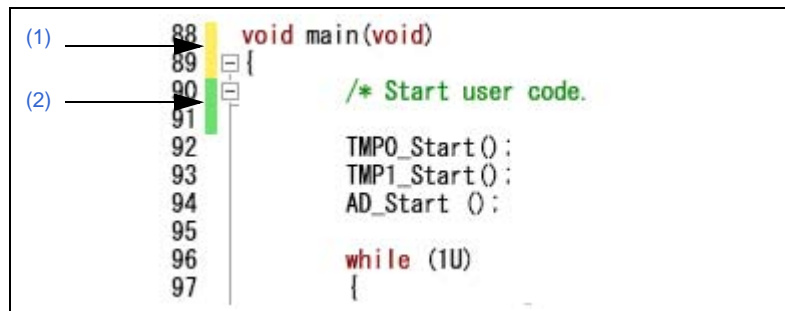 (1)
(2)
88 void main(void)
89 {
90 /* Start user code.
91
92 TMP0_Start();
93 TMP1_Start();
94 AD_Start ();
95
96 while (1U)
97 {